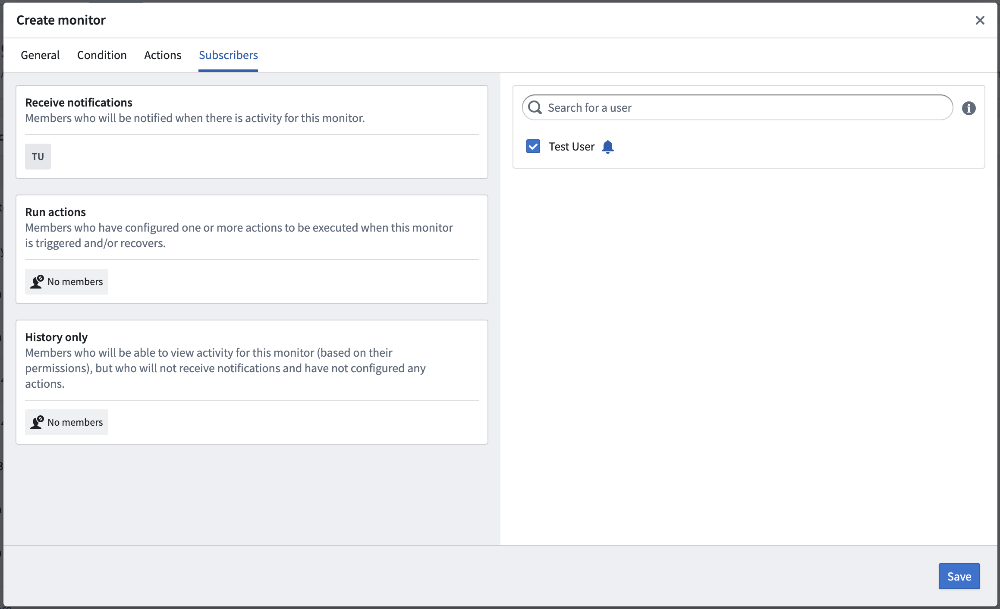 Create monitor
General Condition Actions Subscribers
Receive notifications
Members who will be notified when there is activity for this monitor.
TU
Run actions
Members who have configured one or more actions to be executed when this monitor
is triggered and/or recovers.
No members
History only
Members who will be able to view activity for this monitor (based on their
permissions), but who will not receive notifications and have not configured any
actions.
No members
Search for a user
Test User
Save